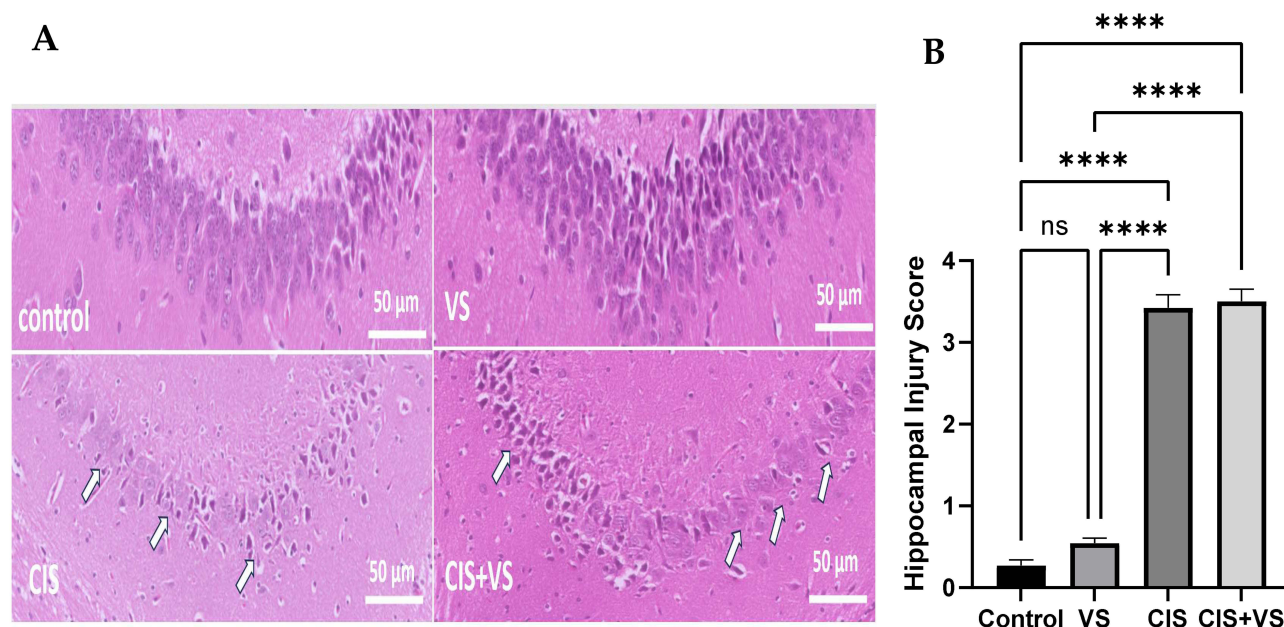 A
control
50 µm
VS
50 µm
CIS
50 µm
CIS+VS
50 µm
B
****
****
****
ns
****
Hippocampal Injury Score
4
3
2
1
0
Control VS CIS CIS+VS